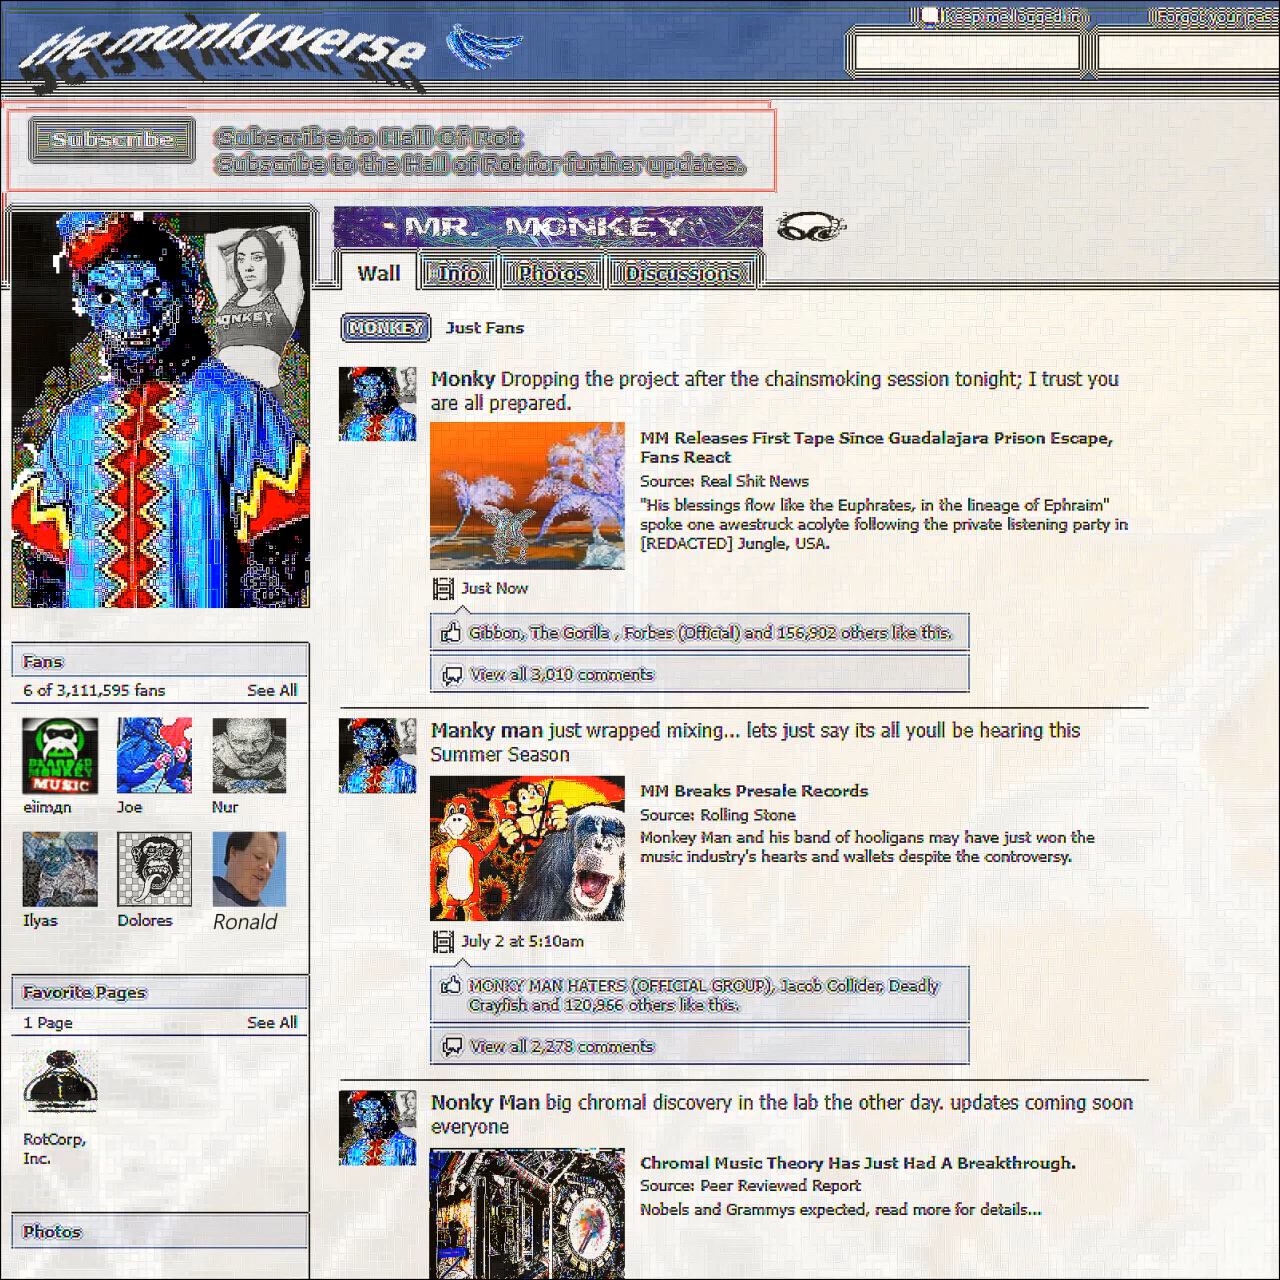 the monkyverse
Keep me logged in
Forgot your pass
Subscribe
Subscribe to Hall Of Rot
Subscribe to the Hall of Rot for further updates.
MR. MONKEY
Wall
Info
Photos
Discussions
MONKEY
MONKEY
Just Fans
Monky Dropping the project after the chainsmoking session tonight; I trust you
are all prepared.
MM Releases First Tape Since Guadalajara Prison Escape,
Fans React
Source: Real Shit News
"His blessings flow like the Euphrates, in the lineage of Ephraim"
spoke one awestruck acolyte following the private listening party in
[REDACTED] Jungle, USA.
Just Now
Gibbon, The Gorilla , Forbes (Official) and 156,902 others like this.
View all 3,010 comments
Fans
6 of 3,111,595 fans
See All
BEARDED
MONKEY
MUSIC
eiimдn
Joe
Nur
Ilyas
Dolores
Ronald
Manky man just wrapped mixing... lets just say its all youll be hearing this
Summer Season
MM Breaks Presale Records
Source: Rolling Stone
Monkey Man and his band of hooligans may have just won the
music industry's hearts and wallets despite the controversy.
July 2 at 5:10am
MONKY MAN HATERS (OFFICIAL GROUP), Jacob Collider, Deadly
Crayfish and 120,966 others like this.
View all 2,278 comments
Favorite Pages
1 Page
See All
RotCorp,
Inc.
Photos
Nonky Man big chromal discovery in the lab the other day. updates coming soon
everyone
Chromal Music Theory Has Just Had A Breakthrough.
Source: Peer Reviewed Report
Nobels and Grammys expected, read more for details...